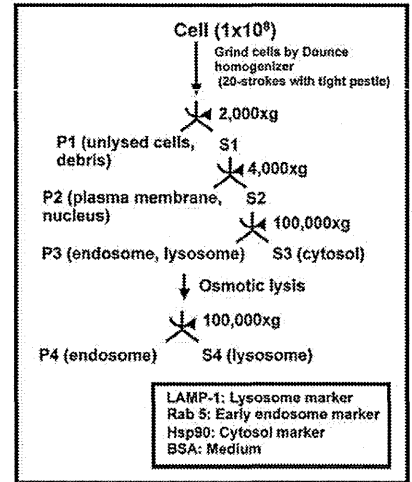 Cell (1x10⁸)
Grind cells by Dounce
homogenizer
(20-strokes with tight pestle)
2,000xg
P1 (unlysed cells,
debris)
S1
4,000xg
P2 (plasma membrane,
nucleus)
S2
100,000xg
P3 (endosome, lysosome)
S3 (cytosol)
Osmotic lysis
100,000xg
P4 (endosome)
S4 (lysosome)
LAMP-1: Lysosome marker
Rab 5: Early endosome marker
Hsp90: Cytosol marker
BSA: Medium